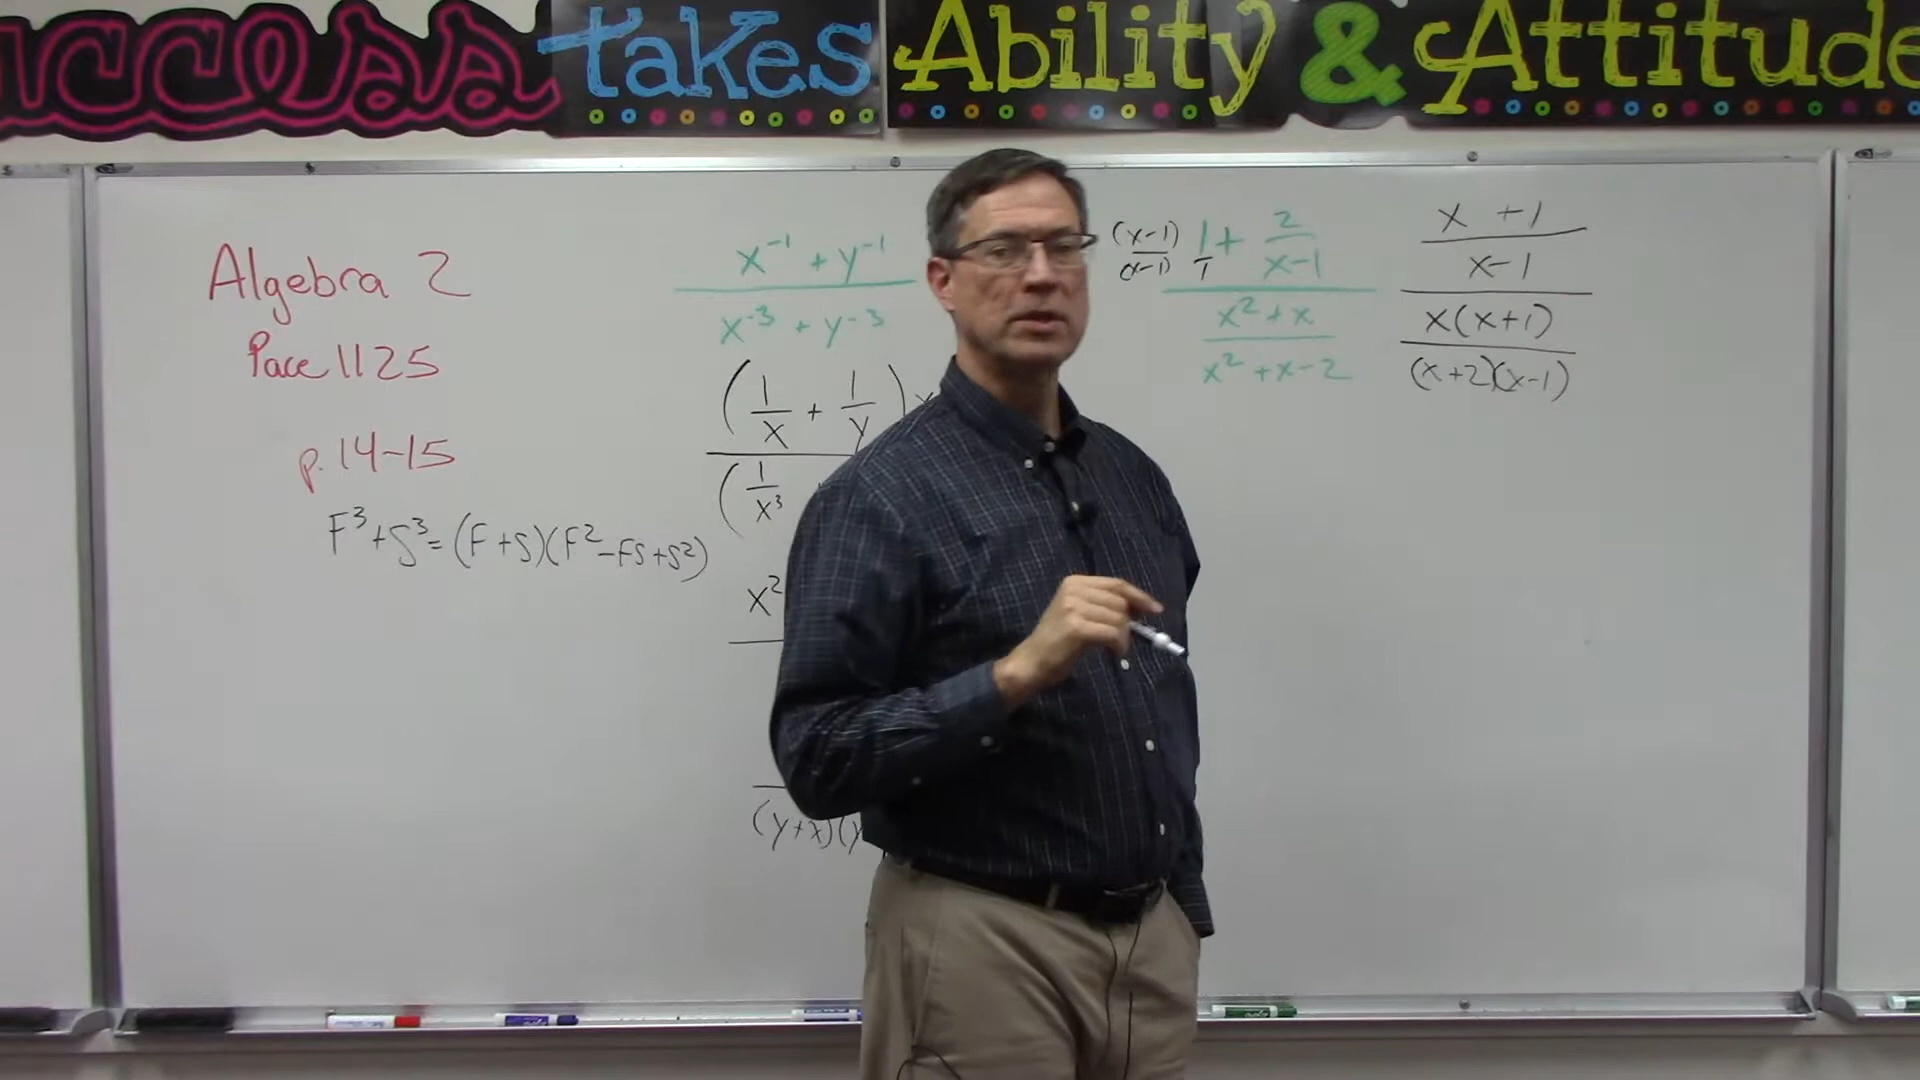 takes Ability & Attitude
Algebra 2
Pace 1125
p. 14-15
F³+S³=(F+S)(F²-FS+S²)
x⁻¹ + y⁻¹
x⁻³ + y⁻³
(1/x + 1/y) x
(1/x³
x²
(y+x)(y
(x-1)/(x-1) 1/1 + 2/(x-1)
x²+x
x²+x-2
x +1
x-1
x(x+1)
(x+2)(x-1)
expo